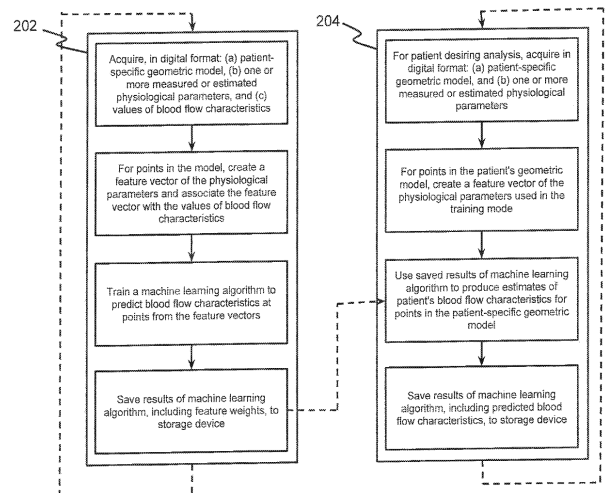 202
Acquire, in digital format: (a) patient-
specific geometric model, (b) one or
more measured or estimated
physiological parameters, and (c)
values of blood flow characteristics
For points in the model, create a
feature vector of the physiological
parameters and associate the feature
vector with the values of blood flow
characteristics
Train a machine learning algorithm to
predict blood flow characteristics at
points from the feature vectors
Save results of machine learning
algorithm, including feature weights, to
storage device
204
For patient desiring analysis, acquire in
digital format: (a) patient-specific
geometric model, and (b) one or more
measured or estimated physiological
parameters
For points in the patient's geometric
model, create a feature vector of the
physiological parameters used in the
training mode
Use saved results of machine learning
algorithm to produce estimates of
patient's blood flow characteristics for
points in the patient-specific geometric
model
Save results of machine learning
algorithm, including predicted blood
flow characteristics, to storage device